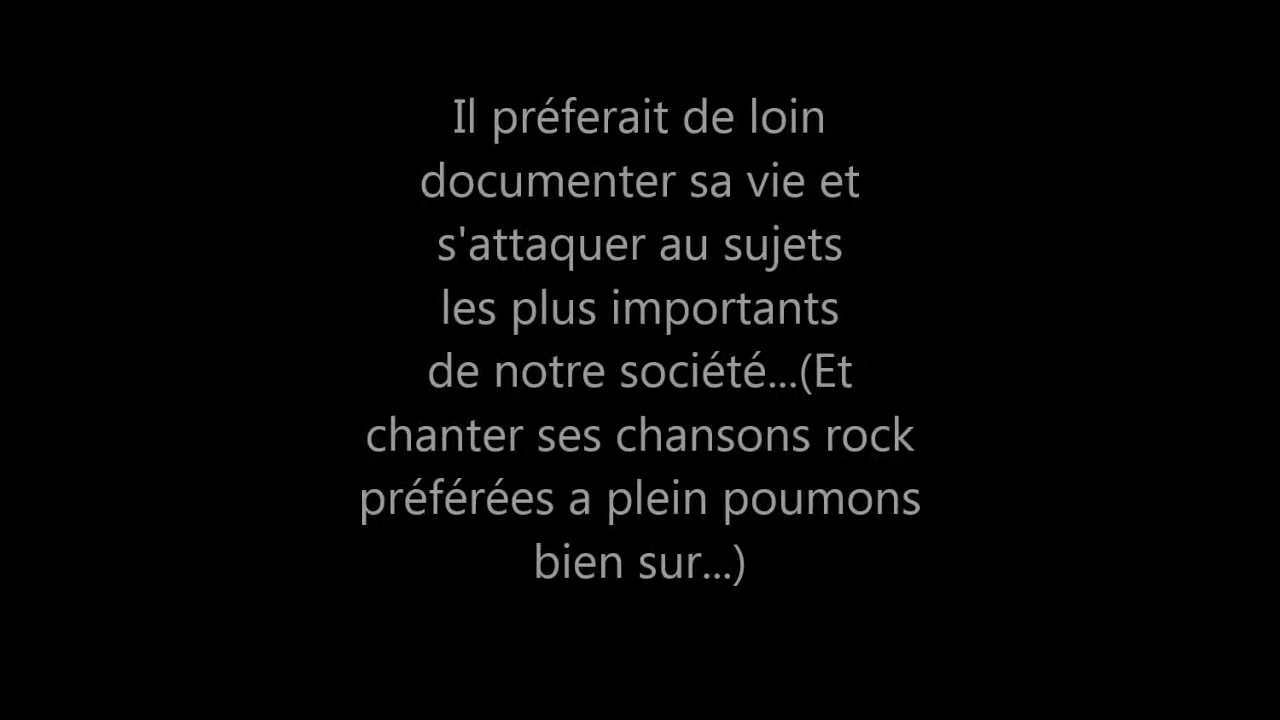 Il préferait de loin
documenter sa vie et
s'attaquer au sujets
les plus importants
de notre société...(Et
chanter ses chansons rock
préférées a plein poumons
bien sur...)